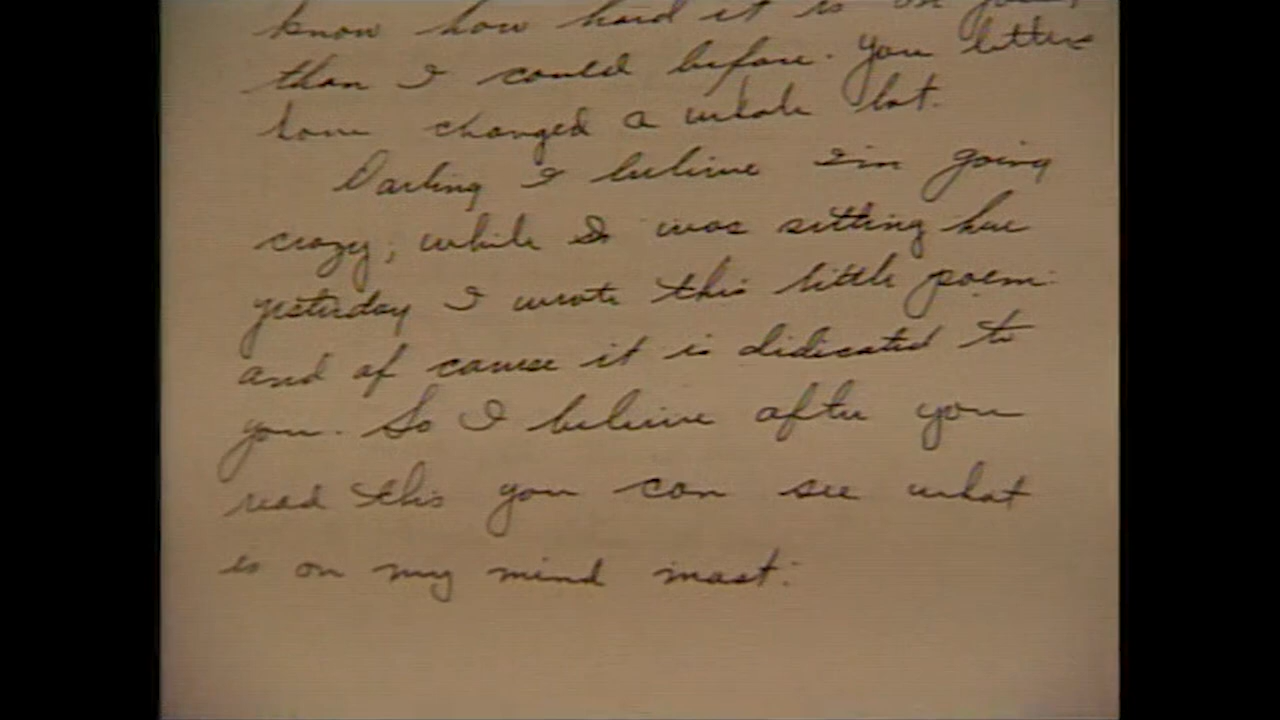 know how hard it is on you,
than I could before. You letters
have changed a whole lot.
Darling I believe I'm going
crazy, while I was sitting here
yesterday I wrote this little poem.
and of course it is didicated to
you. So I believe after you
read this you can see what
is on my mind most.